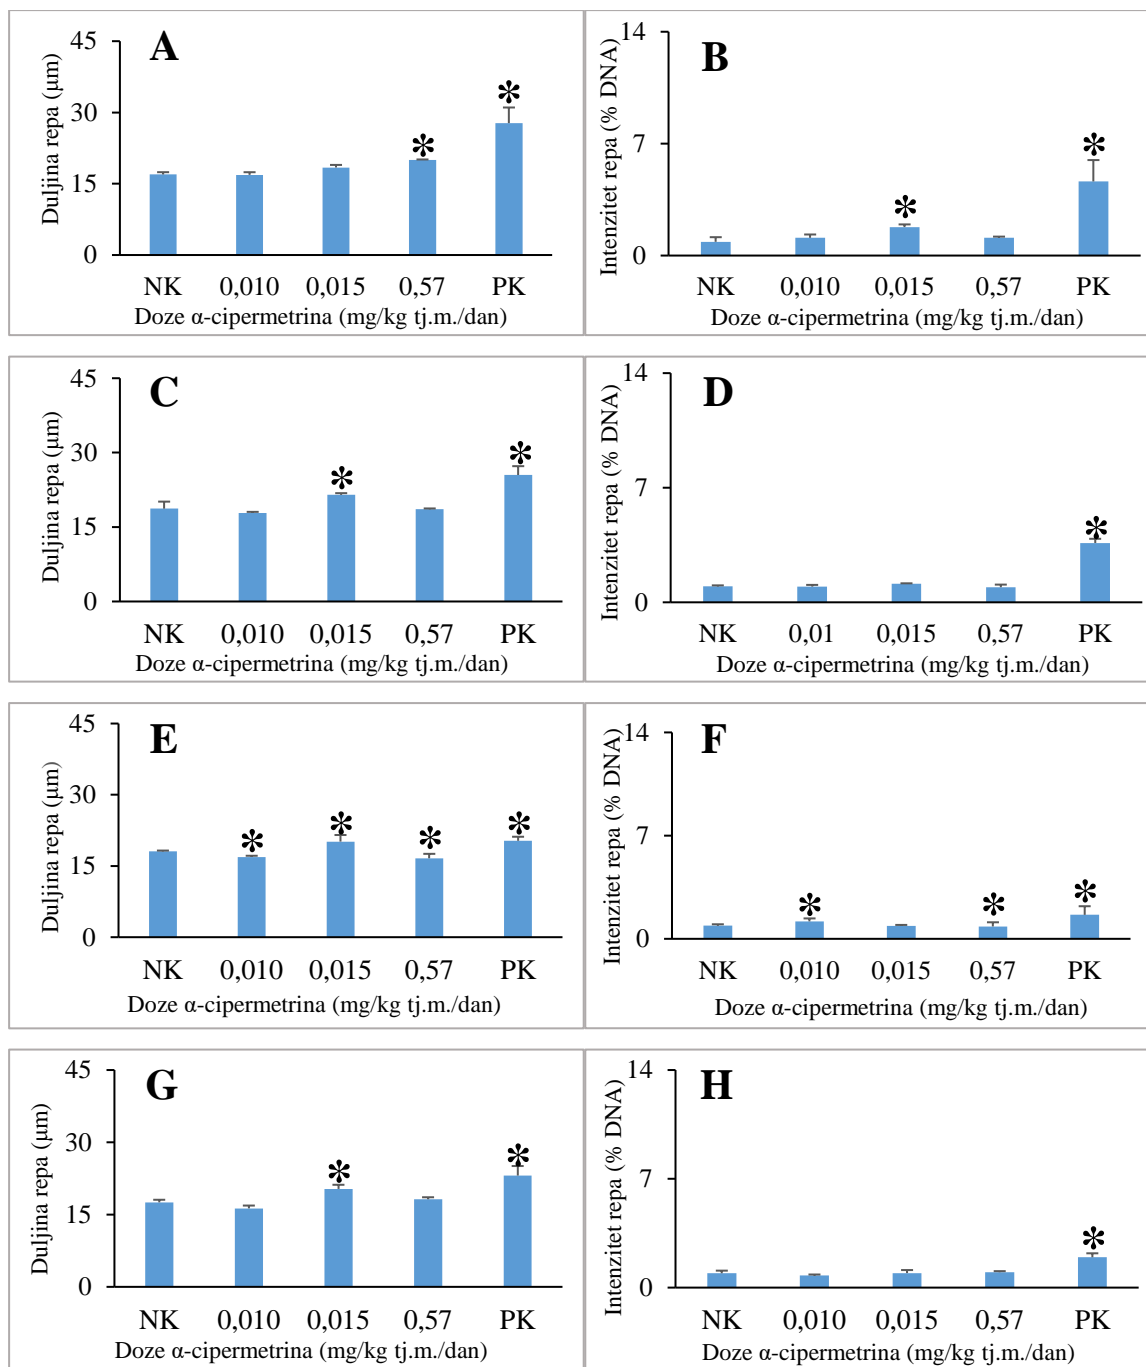 A
Duljina repa (μm)
45
30
15
0
* *
NK 0,010 0,015 0,57 PK
Doze α-cipermetrina (mg/kg tj.m./dan)
B
Intenzitet repa (% DNA)
14
7
0
* *
NK 0,010 0,015 0,57 PK
Doze α-cipermetrina (mg/kg tj.m./dan)
C
Duljina repa (μm)
45
30
15
0
* *
NK 0,010 0,015 0,57 PK
Doze α-cipermetrina (mg/kg tj.m./dan)
D
Intenzitet repa (% DNA)
14
7
0
*
NK 0,01 0,015 0,57 PK
Doze α-cipermetrina (mg/kg tj.m./dan)
E
Duljina repa (μm)
45
30
15
0
* * * *
NK 0,010 0,015 0,57 PK
Doze α-cipermetrina (mg/kg tj.m./dan)
F
Intenzitet repa (% DNA)
14
7
0
* * *
NK 0,010 0,015 0,57 PK
Doze α-cipermetrina (mg/kg tj.m./dan)
G
Duljina repa (μm)
45
30
15
0
* *
NK 0,010 0,015 0,57 PK
Doze α-cipermetrina (mg/kg tj.m./dan)
H
Intenzitet repa (% DNA)
14
7
0
*
NK 0,010 0,015 0,57 PK
Doze α-cipermetrina (mg/kg tj.m./dan)